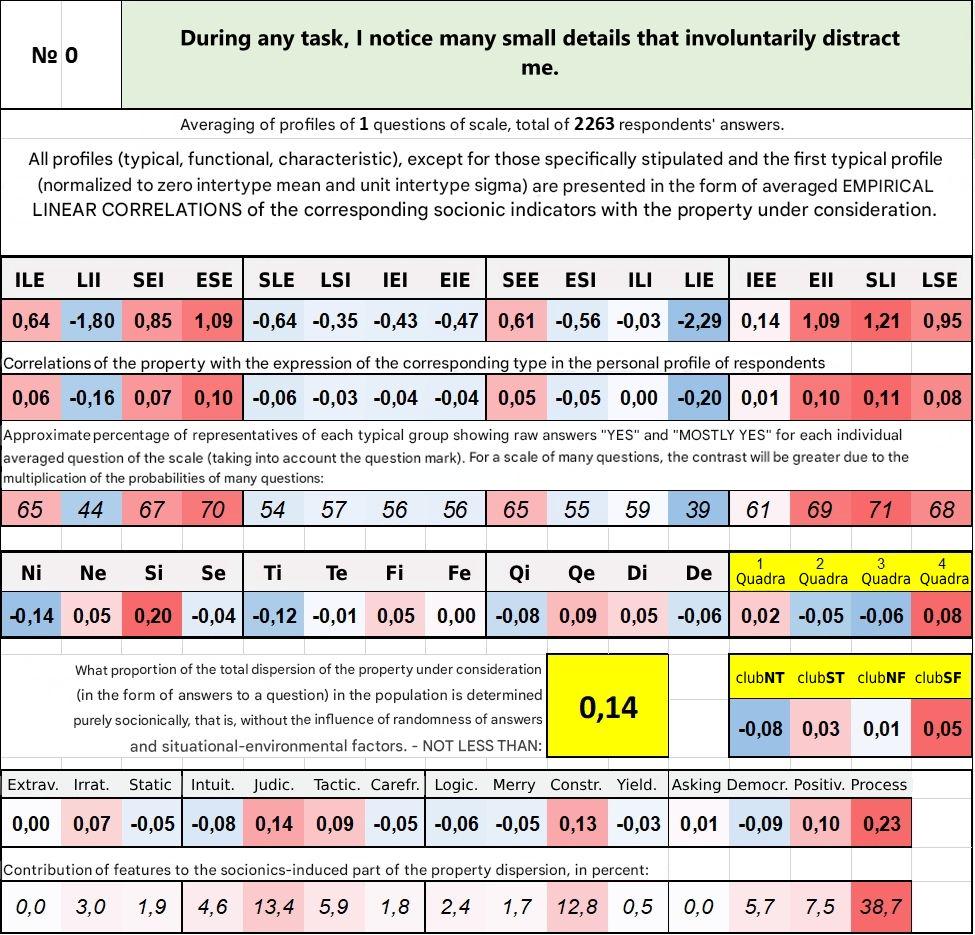 № 0
During any task, I notice many small details that involuntarily distract
me.
Averaging of profiles of 1 questions of scale, total of 2263 respondents' answers.
All profiles (typical, functional, characteristic), except for those specifically stipulated and the first typical profile
(normalized to zero intertype mean and unit intertype sigma) are presented in the form of averaged EMPIRICAL
LINEAR CORRELATIONS of the corresponding socionic indicators with the property under consideration.
ILE LII SEI ESE SLE LSI IEI EIE SEE ESI ILI LIE IEE EII SLI LSE
0,64 -1,80 0,85 1,09 -0,64 -0,35 -0,43 -0,47 0,61 -0,56 -0,03 -2,29 0,14 1,09 1,21 0,95
Correlations of the property with the expression of the corresponding type in the personal profile of respondents
0,06 -0,16 0,07 0,10 -0,06 -0,03 -0,04 -0,04 0,05 -0,05 0,00 -0,20 0,01 0,10 0,11 0,08
Approximate percentage of representatives of each typical group showing raw answers "YES" and "MOSTLY YES" for each individual
averaged question of the scale (taking into account the question mark). For a scale of many questions, the contrast will be greater due to the
multiplication of the probabilities of many questions:
65 44 67 70 54 57 56 56 65 55 59 39 61 69 71 68
Ni Ne Si Se Ti Te Fi Fe Qi Qe Di De 1 Quadra 2 Quadra 3 Quadra 4 Quadra
-0,14 0,05 0,20 -0,04 -0,12 -0,01 0,05 0,00 -0,08 0,09 0,05 -0,06 0,02 -0,05 -0,06 0,08
What proportion of the total dispersion of the property under consideration
(in the form of answers to a question) in the population is determined
purely socionically, that is, without the influence of randomness of answers
and situational-environmental factors. - NOT LESS THAN:
0,14
clubNT clubST clubNF clubSF
-0,08 0,03 0,01 0,05
Extrav. Irrat. Static Intuit. Judic. Tactic. Carefr. Logic. Merry Constr. Yield. Asking Democr. Positiv. Process
0,00 0,07 -0,05 -0,08 0,14 0,09 -0,05 -0,06 -0,05 0,13 -0,03 0,01 -0,09 0,10 0,23
Contribution of features to the socionics-induced part of the property dispersion, in percent:
0,0 3,0 1,9 4,6 13,4 5,9 1,8 2,4 1,7 12,8 0,5 0,0 5,7 7,5 38,7